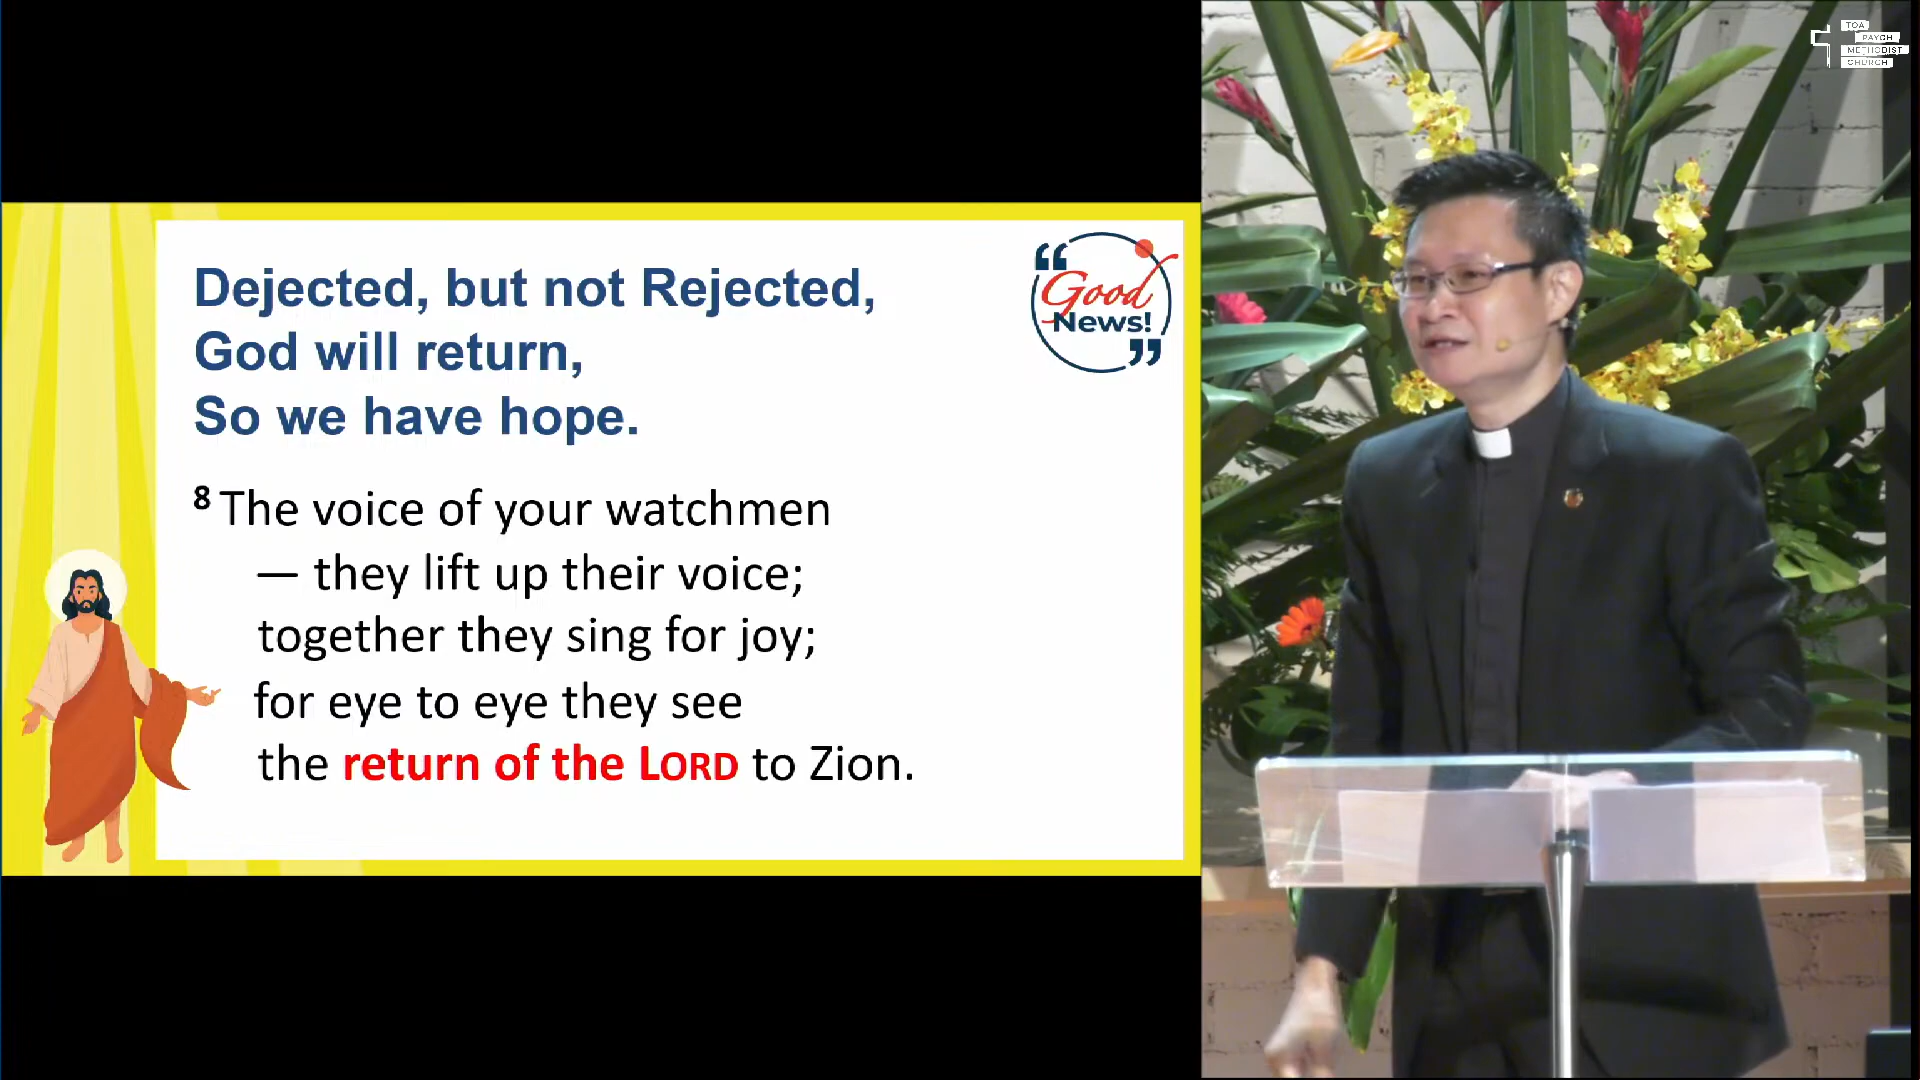 Dejected, but not Rejected,
God will return,
So we have hope.
“
Good
News!
”
8 The voice of your watchmen
— they lift up their voice;
together they sing for joy;
for eye to eye they see
the return of the LORD to Zion.
TOA
PAYOH
METHODIST
CHURCH